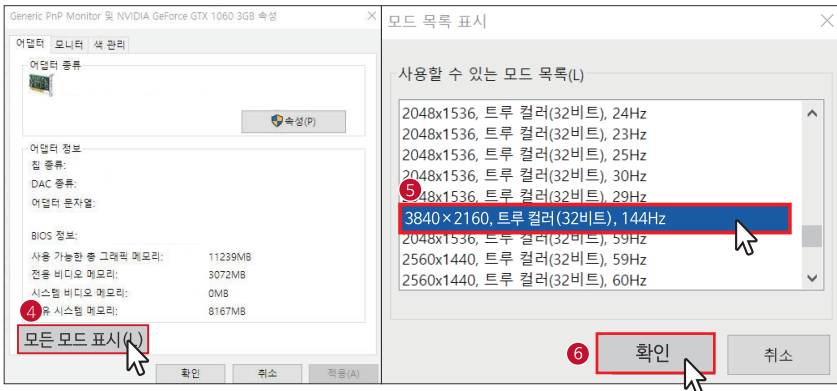 Generic PnP Monitor 및 NVIDIA GeForce GTX 1060 3GB 속성
어댑터 모니터 색 관리
어댑터 종류
속성(P)
어댑터 정보
칩 종류:
DAC 종류:
어댑터 문자열:
BIOS 정보:
사용 가능한 총 그래픽 메모리: 11239MB
전용 비디오 메모리: 3072MB
시스템 비디오 메모리: 0MB
유 시스템 메모리: 8167MB
4
모든 모드 표시(L)
확인 취소 적용(A)
모드 목록 표시
사용할 수 있는 모드 목록(L)
2048x1536, 트루 컬러(32비트), 24Hz
2048x1536, 트루 컬러(32비트), 23Hz
2048x1536, 트루 컬러(32비트), 25Hz
2048x1536, 트루 컬러(32비트), 30Hz
5
48x1536, 트루 컬러(32비트), 29Hz
3840×2160, 트루 컬러(32비트), 144Hz
2048x1536, 트루 컬러(32비트), 59Hz
2560x1440, 트루 컬러(32비트), 59Hz
2560x1440, 트루 컬러(32비트), 60Hz
6 확인 취소